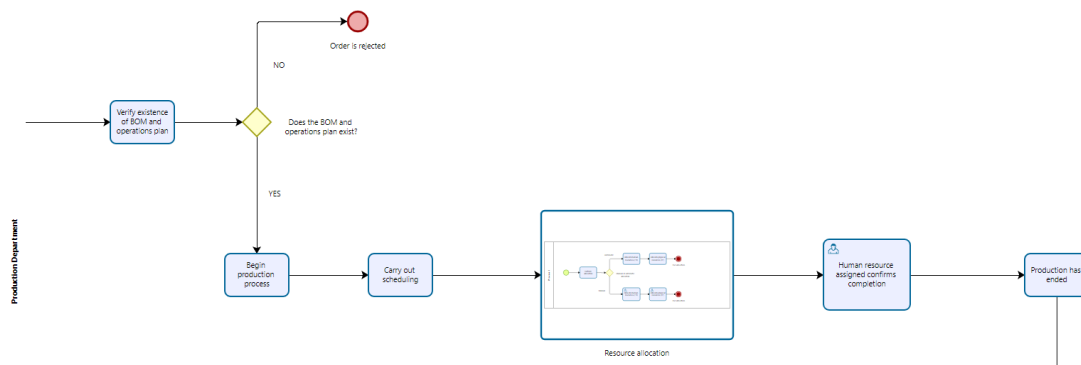 Order is rejected
NO
Verify existence
of BOM and
operations plan
Does the BOM and
operations plan exist?
YES
Production Department
Begin
production
process
Carry out
scheduling
Resource allocation
Human resource
assigned confirms
completion
Production has
ended